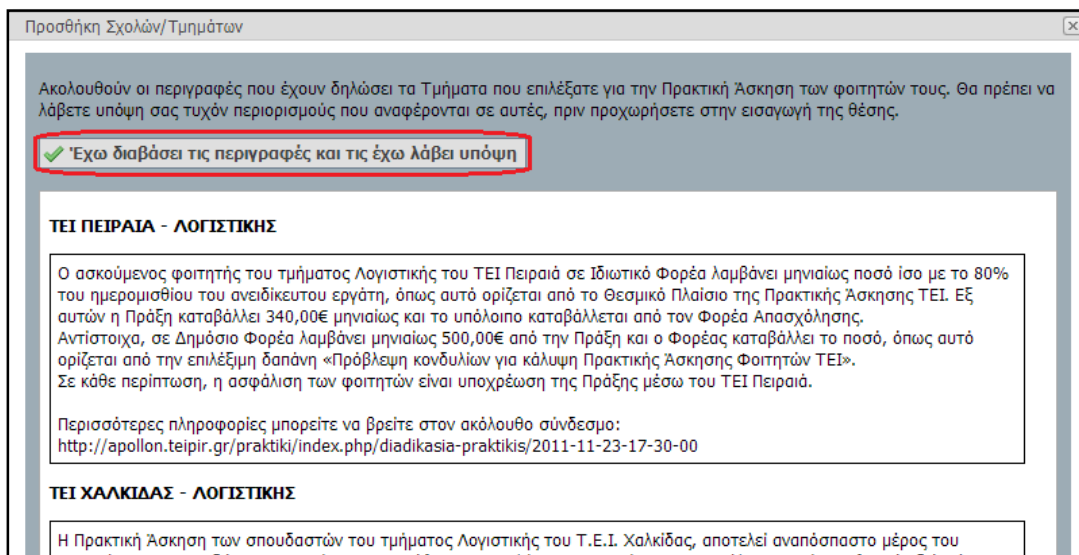 Προσθήκη Σχολών/Τμημάτων
Ακολουθούν οι περιγραφές που έχουν δηλώσει τα Τμήματα που επιλέξατε για την Πρακτική Άσκηση των φοιτητών τους. Θα πρέπει να
λάβετε υπόψη σας τυχόν περιορισμούς που αναφέρονται σε αυτές, πριν προχωρήσετε στην εισαγωγή της θέσης.
Έχω διαβάσει τις περιγραφές και τις έχω λάβει υπόψη
ΤΕΙ ΠΕΙΡΑΙΑ - ΛΟΓΙΣΤΙΚΗΣ
Ο ασκούμενος φοιτητής του τμήματος Λογιστικής του ΤΕΙ Πειραιά σε Ιδιωτικό Φορέα λαμβάνει μηνιαίως ποσό ίσο με το 80%
του ημερομισθίου του ανειδίκευτου εργάτη, όπως αυτό ορίζεται από το Θεσμικό Πλαίσιο της Πρακτικής Άσκησης ΤΕΙ. Εξ
αυτών η Πράξη καταβάλλει 340,00€ μηνιαίως και το υπόλοιπο καταβάλλεται από τον Φορέα Απασχόλησης.
Αντίστοιχα, σε Δημόσιο Φορέα λαμβάνει μηνιαίως 500,00€ από την Πράξη και ο Φορέας καταβάλλει το ποσό, όπως αυτό
ορίζεται από την επιλέξιμη δαπάνη «Πρόβλεψη κονδυλίων για κάλυψη Πρακτικής Άσκησης Φοιτητών ΤΕΙ».
Σε κάθε περίπτωση, η ασφάλιση των φοιτητών είναι υποχρέωση της Πράξης μέσω του ΤΕΙ Πειραιά.
Περισσότερες πληροφορίες μπορείτε να βρείτε στον ακόλουθο σύνδεσμο:
http://apollon.teipir.gr/praktiki/index.php/diadikasia-praktikis/2011-11-23-17-30-00
ΤΕΙ ΧΑΛΚΙΔΑΣ - ΛΟΓΙΣΤΙΚΗΣ
Η Πρακτική Άσκηση των σπουδαστών του τμήματος Λογιστικής του Τ.Ε.Ι. Χαλκίδας, αποτελεί αναπόσπαστο μέρος του